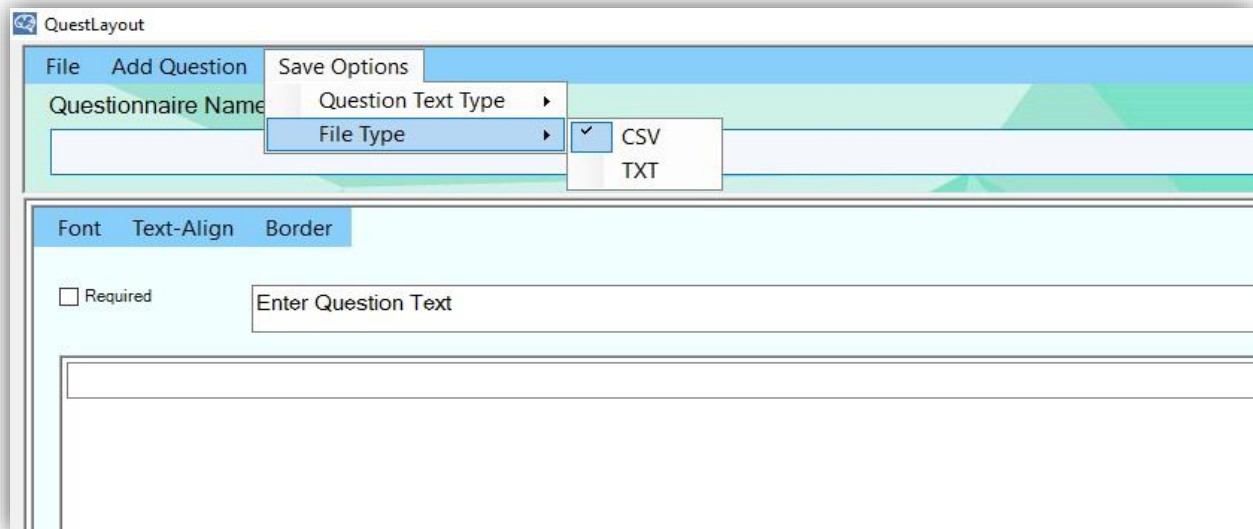 QuestLayout
File Add Question Save Options
Questionnaire Name
Question Text Type
File Type
CSV
TXT
Font Text-Align Border
Required
Enter Question Text